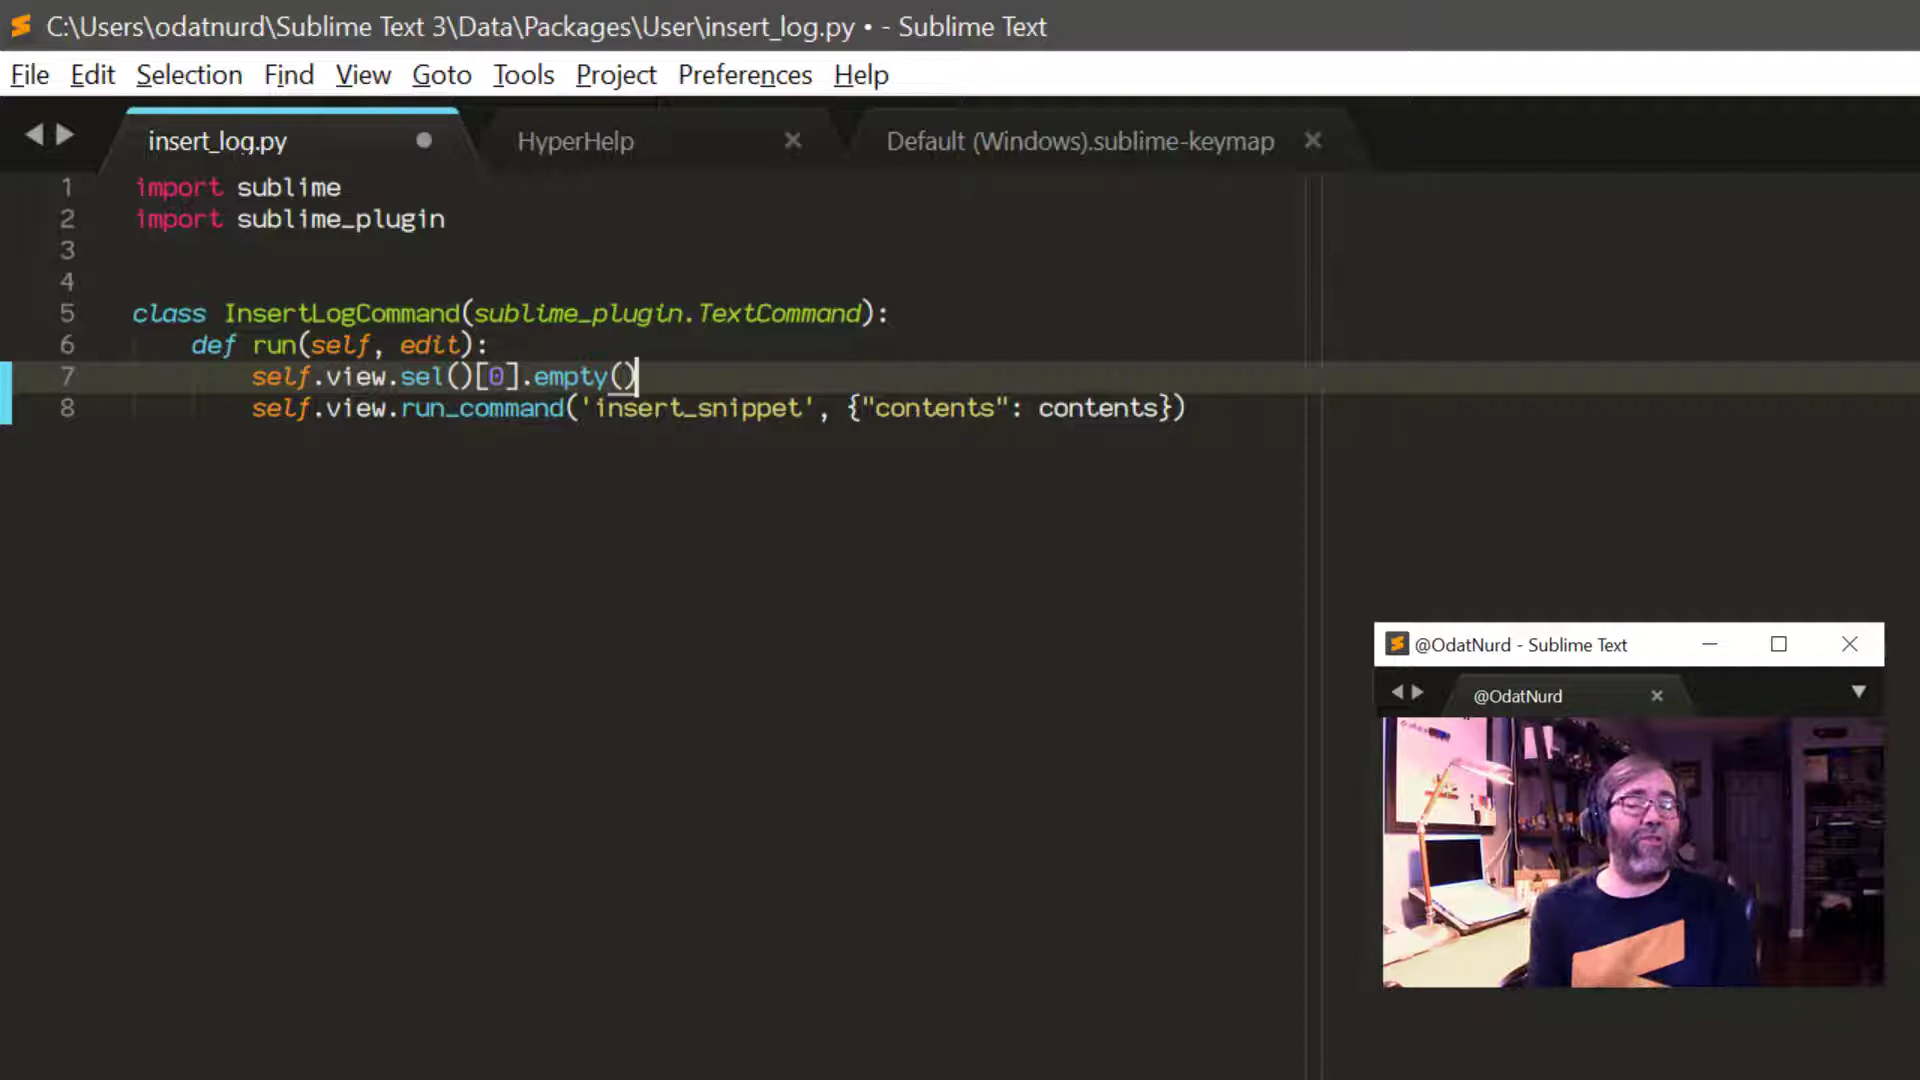 C:\Users\odatnurd\Sublime Text 3\Data\Packages\User\insert_log.py • - Sublime Text
File Edit Selection Find View Goto Tools Project Preferences Help
insert_log.py HyperHelp Default (Windows).sublime-keymap
1 import sublime
2 import sublime_plugin
3
4
5 class InsertLogCommand(sublime_plugin.TextCommand):
6 def run(self, edit):
7 self.view.sel()[0].empty()
8 self.view.run_command('insert_snippet', {"contents": contents})
@OdatNurd - Sublime Text
@OdatNurd